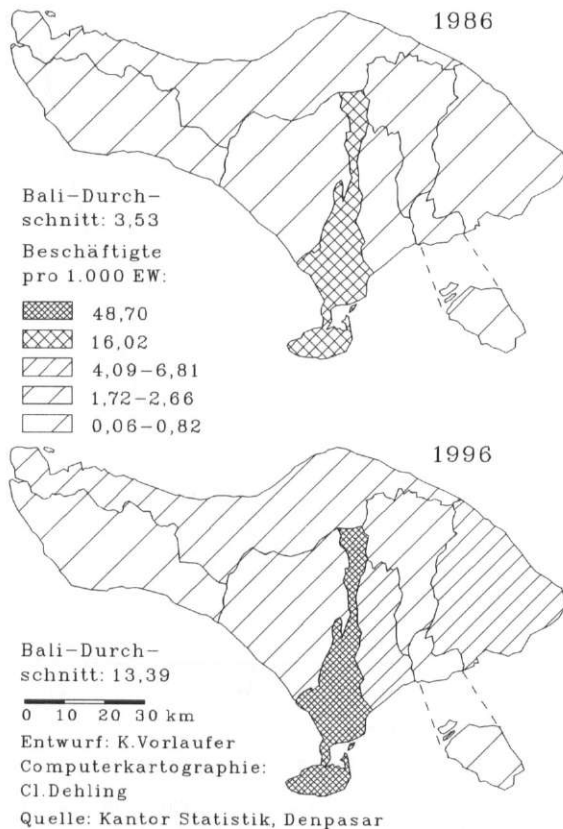 1986
Bali-Durch-
schnitt: 3,53
Beschäftigte
pro 1.000 EW:
48,70
16,02
4,09-6,81
1,72-2,66
0,06-0,82
1996
Bali-Durch-
schnitt: 13,39
0 10 20 30 km
Entwurf: K.Vorlaufer
Computerkartographie:
Cl.Dehling
Quelle: Kantor Statistik, Denpasar